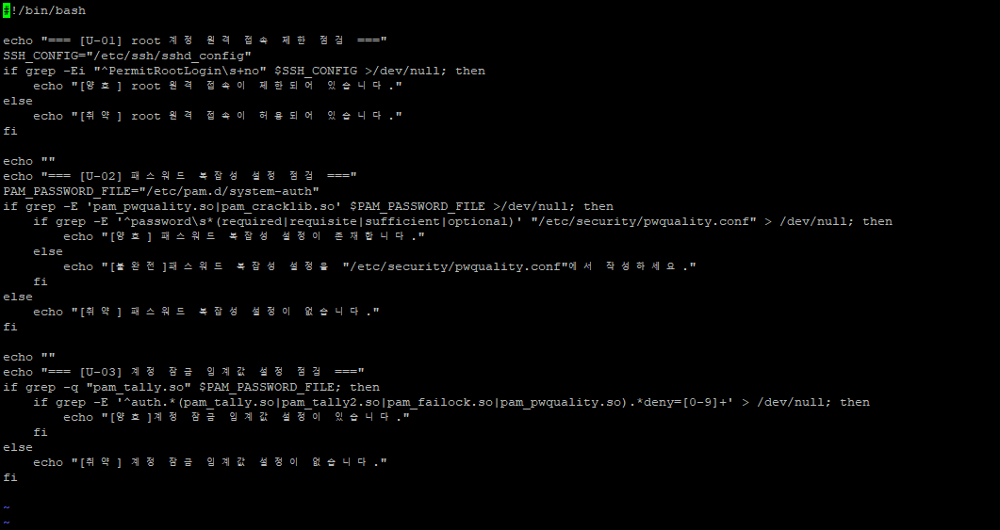 #!/bin/bash

echo "=== [U-01] root 계정 원격 접속 제한 점검 ==="
SSH_CONFIG="/etc/ssh/sshd_config"
if grep -Ei "^PermitRootLogin\s+no" $SSH_CONFIG >/dev/null; then
    echo "[양호] root 원격 접속이 제한되어 있습니다."
else
    echo "[취약] root 원격 접속이 허용되어 있습니다."
fi

echo ""
echo "=== [U-02] 패스워드 복잡성 설정 점검 ==="
PAM_PASSWORD_FILE="/etc/pam.d/system-auth"
if grep -E 'pam_pwquality.so|pam_cracklib.so' $PAM_PASSWORD_FILE >/dev/null; then
    if grep -E '^password\s*(required|requisite|sufficient|optional)' "/etc/security/pwquality.conf" > /dev/null; then
        echo "[양호] 패스워드 복잡성 설정이 존재합니다."
    else
        echo "[불완전]패스워드 복잡성 설정을 "/etc/security/pwquality.conf"에서 작성하세요."
    fi
else
    echo "[취약] 패스워드 복잡성 설정이 없습니다."
fi

echo ""
echo "=== [U-03] 계정 잠금 임계값 설정 점검 ==="
if grep -q "pam_tally.so" $PAM_PASSWORD_FILE; then
    if grep -E '^auth.*(pam_tally.so|pam_tally2.so|pam_failock.so|pam_pwquality.so).*deny=[0-9]+' > /dev/null; then
        echo "[양호]계정 잠금 임계값 설정이 있습니다."
    fi
else
    echo "[취약] 계정 잠금 임계값 설정이 없습니다."
fi

~
~